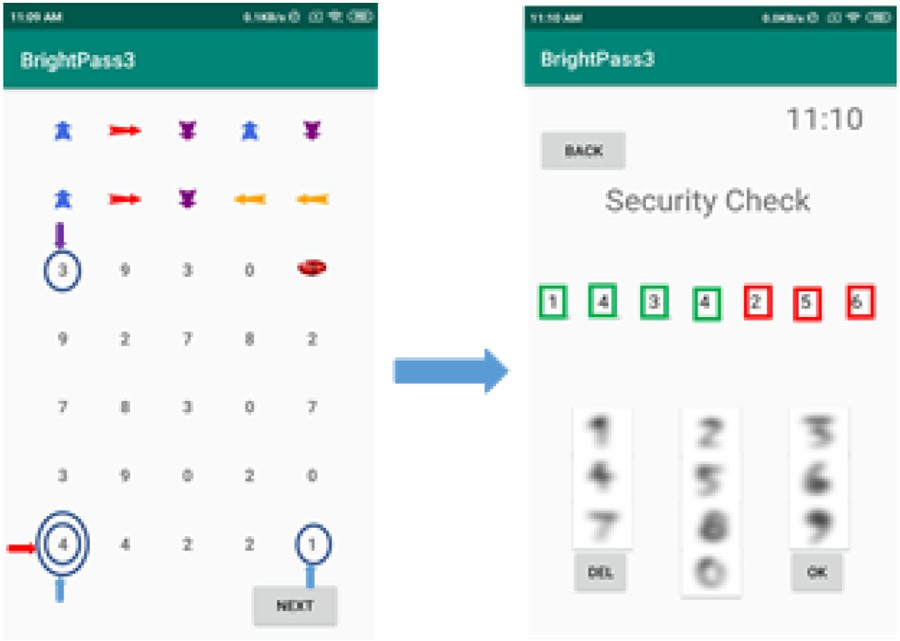 11:09 AM
BrightPass3
3 9 3 0
9 2 7 8 2
7 8 3 0 7
3 9 0 2 0
4 4 2 2 1
NEXT
11:10 AM
BrightPass3
11:10
BACK
Security Check
1 4 3 4 2 5 6
1 2 3
4 5 6
7 8 9
DEL 0 OK